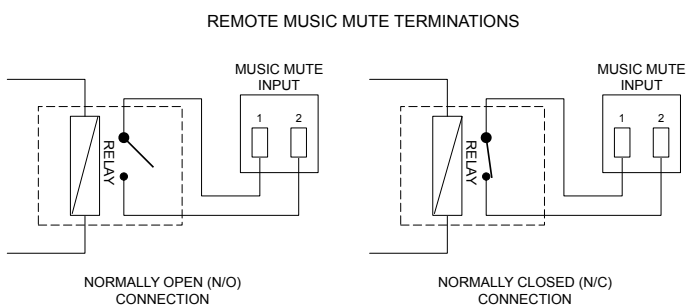 REMOTE MUSIC MUTE TERMINATIONS
MUSIC MUTE
INPUT
1 2
RELAY
NORMALLY OPEN (N/O)
CONNECTION
MUSIC MUTE
INPUT
1 2
RELAY
NORMALLY CLOSED (N/C)
CONNECTION